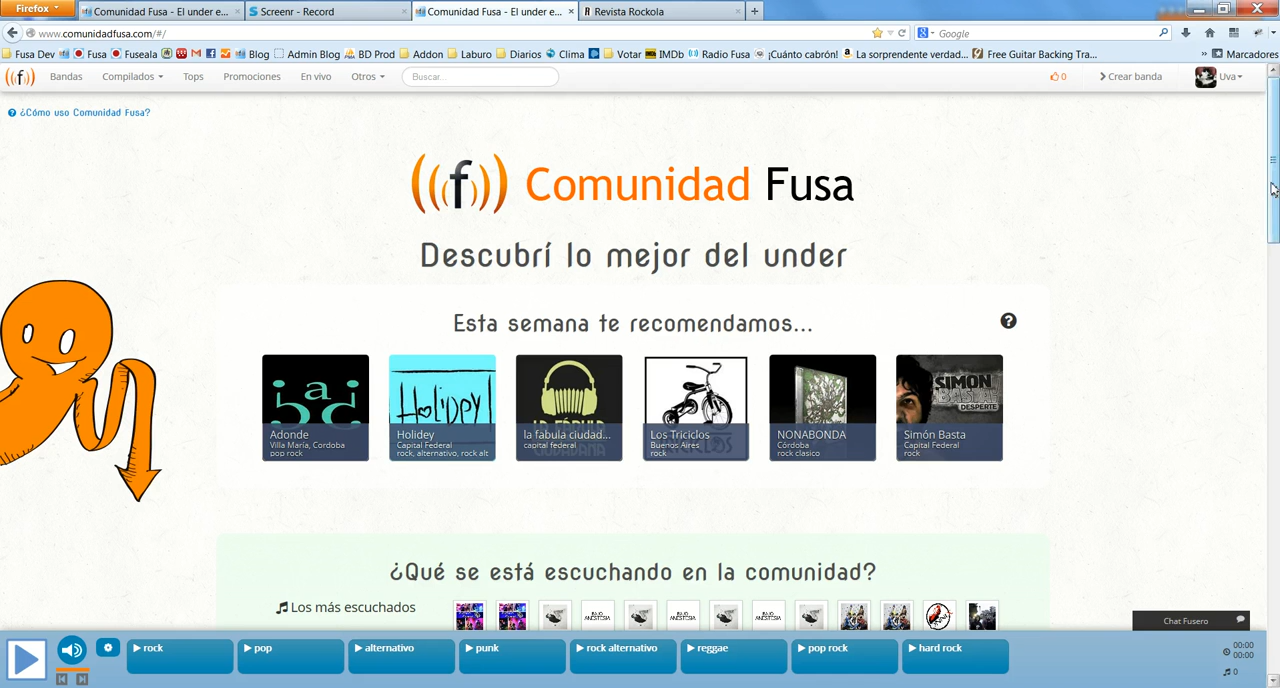 Firefox
Comunidad Fusa - El under e...
Screenr - Record
Comunidad Fusa - El under e...
Revista Rockola
www.comunidadfusa.com/#/
Google
Fusa Dev
Fusa
Fuseala
Blog
Admin Blog
BD Prod
Addon
Laburo
Diarios
Clima
Votar
IMDb
Radio Fusa
¡Cuánto cabrón!
La sorprendente verdad...
Free Guitar Backing Tra...
Marcadores
((f))
Bandas
Compilados
Tops
Promociones
En vivo
Otros
Buscar...
0
Crear banda
Uva
¿Cómo uso Comunidad Fusa?
((f)) Comunidad Fusa
Descubrí lo mejor del under
Esta semana te recomendamos...
Adonde
Villa María, Cordoba
pop rock
Holidey
Holidey
Capital Federal
rock, alternativo, rock alt
la fabula ciudad...
capital federal
Los Triciclos
Buenos Aires
rock
NONABONDA
Córdoba
rock clasico
SIMON
BASTA
DESPERTE
Simón Basta
Capital Federal
rock
¿Qué se está escuchando en la comunidad?
Los más escuchados
Chat Fusero
rock
pop
alternativo
punk
rock alternativo
reggae
pop rock
hard rock
00:00
00:00
0